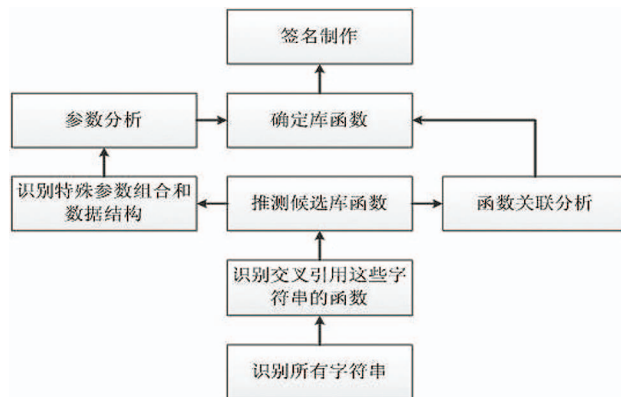 签名制作
参数分析
确定库函数
识别特殊参数组合和
数据结构
推测候选库函数
函数关联分析
识别交叉引用这些字
符串的函数
识别所有字符串